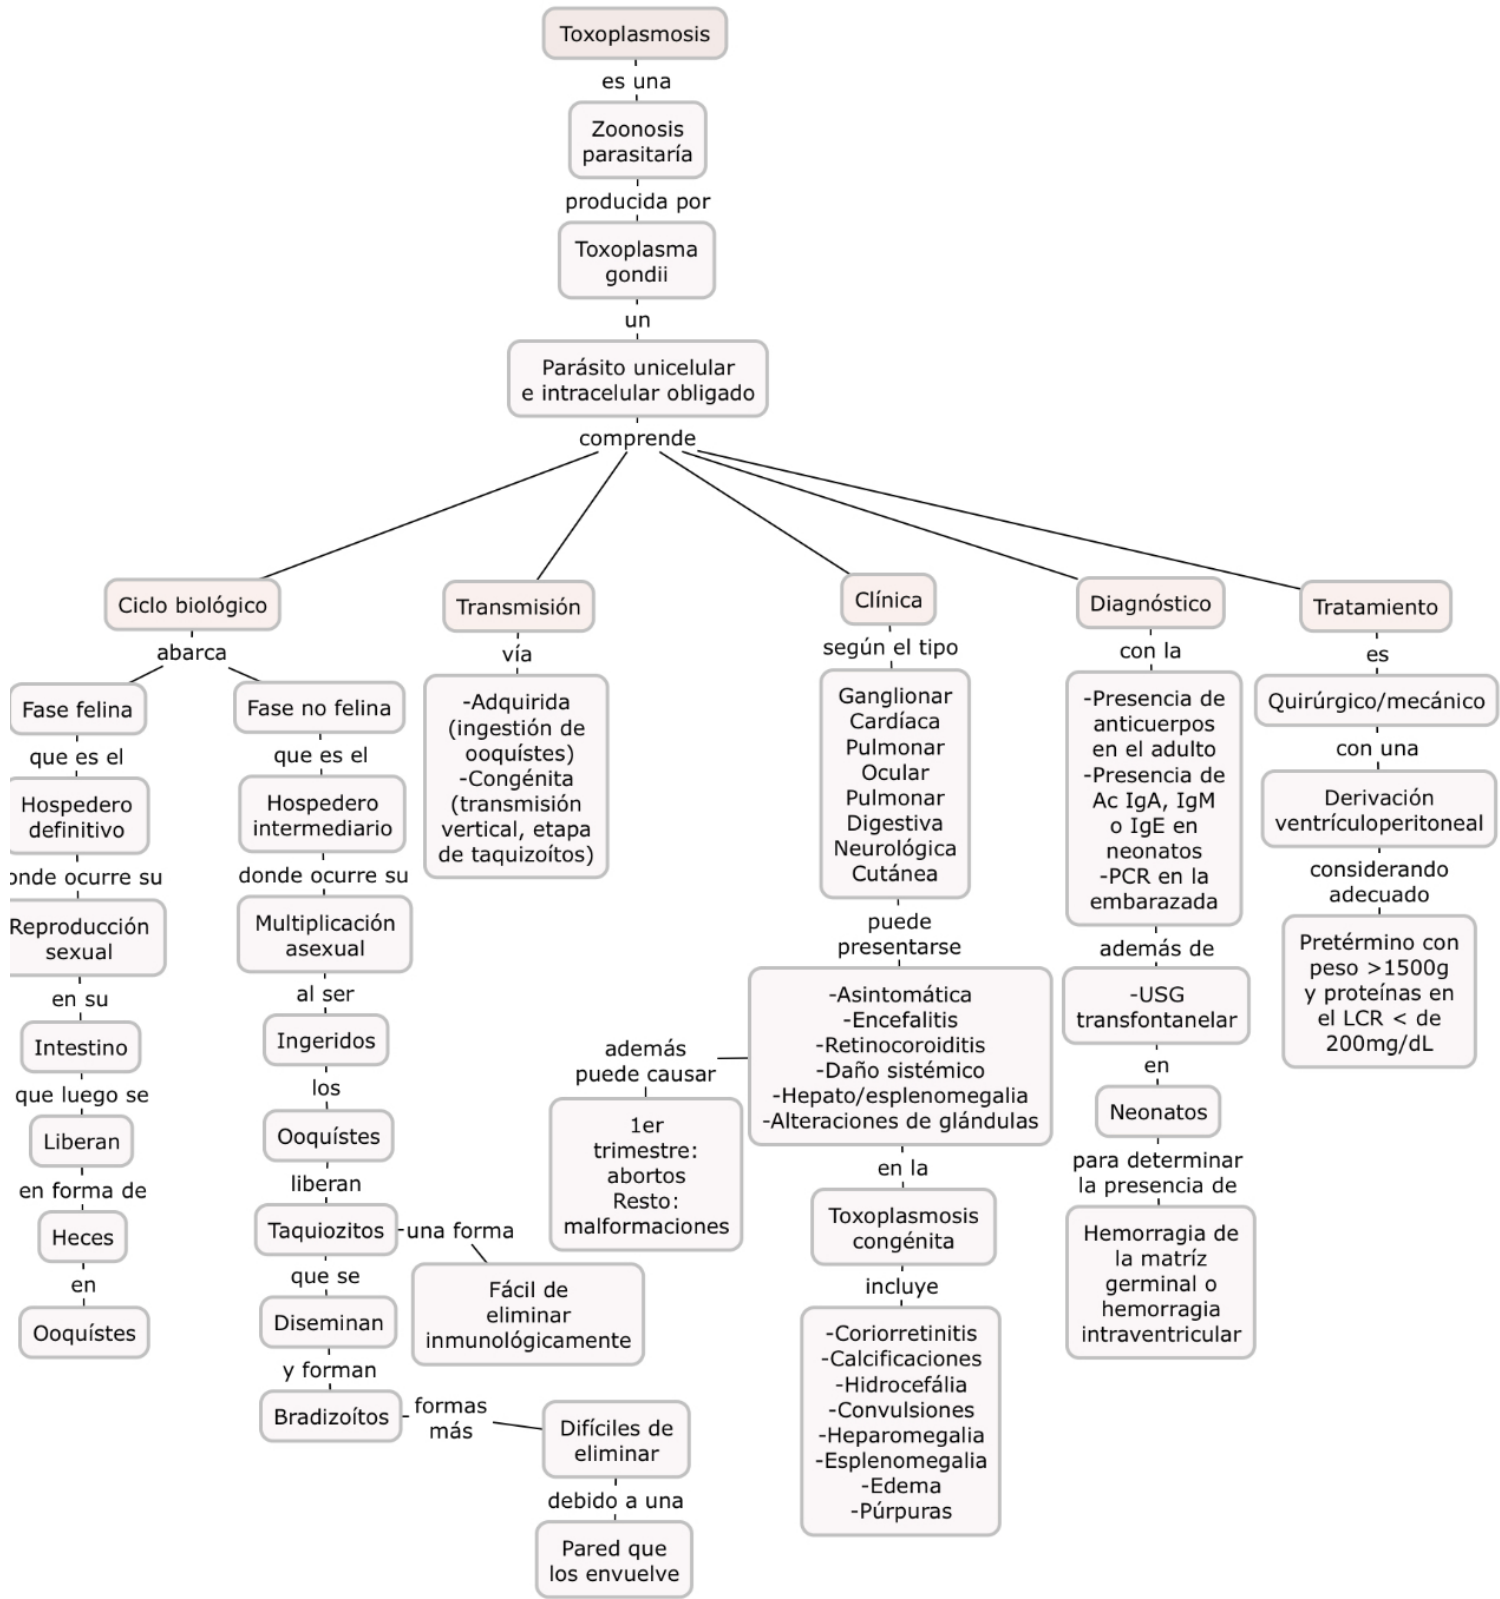 Toxoplasmosis
es una
Zoonosis
parasitaría
producida por
Toxoplasma
gondii
un
Parásito unicelular
e intracelular obligado
comprende
Ciclo biológico
abarca
Fase felina
que es el
Hospedero
definitivo
onde ocurre su
Reproducción
sexual
en su
Intestino
que luego se
Liberan
en forma de
Heces
en
Ooquístes
Fase no felina
que es el
Hospedero
intermediario
donde ocurre su
Multiplicación
asexual
al ser
Ingeridos
los
Ooquístes
liberan
Taquiozitos
una forma
Fácil de
eliminar
inmunológicamente
que se
Diseminan
y forman
Bradizoítos
formas
más
Difíciles de
eliminar
debido a una
Pared que
los envuelve
Transmisión
vía
-Adquirida
(ingestión de
ooquístes)
-Congénita
(transmisión
vertical, etapa
de taquizoítos)
Clínica
según el tipo
Ganglionar
Cardíaca
Pulmonar
Ocular
Pulmonar
Digestiva
Neurológica
Cutánea
puede
presentarse
-Asintomática
-Encefalitis
-Retinocoroiditis
-Daño sistémico
-Hepato/esplenomegalia
-Alteraciones de glándulas
además
puede causar
1er
trimestre:
abortos
Resto:
malformaciones
en la
Toxoplasmosis
congénita
incluye
-Coriorretinitis
-Calcificaciones
-Hidrocefália
-Convulsiones
-Heparomegalia
-Esplenomegalia
-Edema
-Púrpuras
Diagnóstico
con la
-Presencia de
anticuerpos
en el adulto
-Presencia de
Ac IgA, IgM
o IgE en
neonatos
-PCR en la
embarazada
además de
-USG
transfontanelar
en
Neonatos
para determinar
la presencia de
Hemorragia de
la matríz
germinal o
hemorragia
intraventricular
Tratamiento
es
Quirúrgico/mecánico
con una
Derivación
ventrículoperitoneal
considerando
adecuado
Pretérmino con
peso >1500g
y proteínas en
el LCR < de
200mg/dL